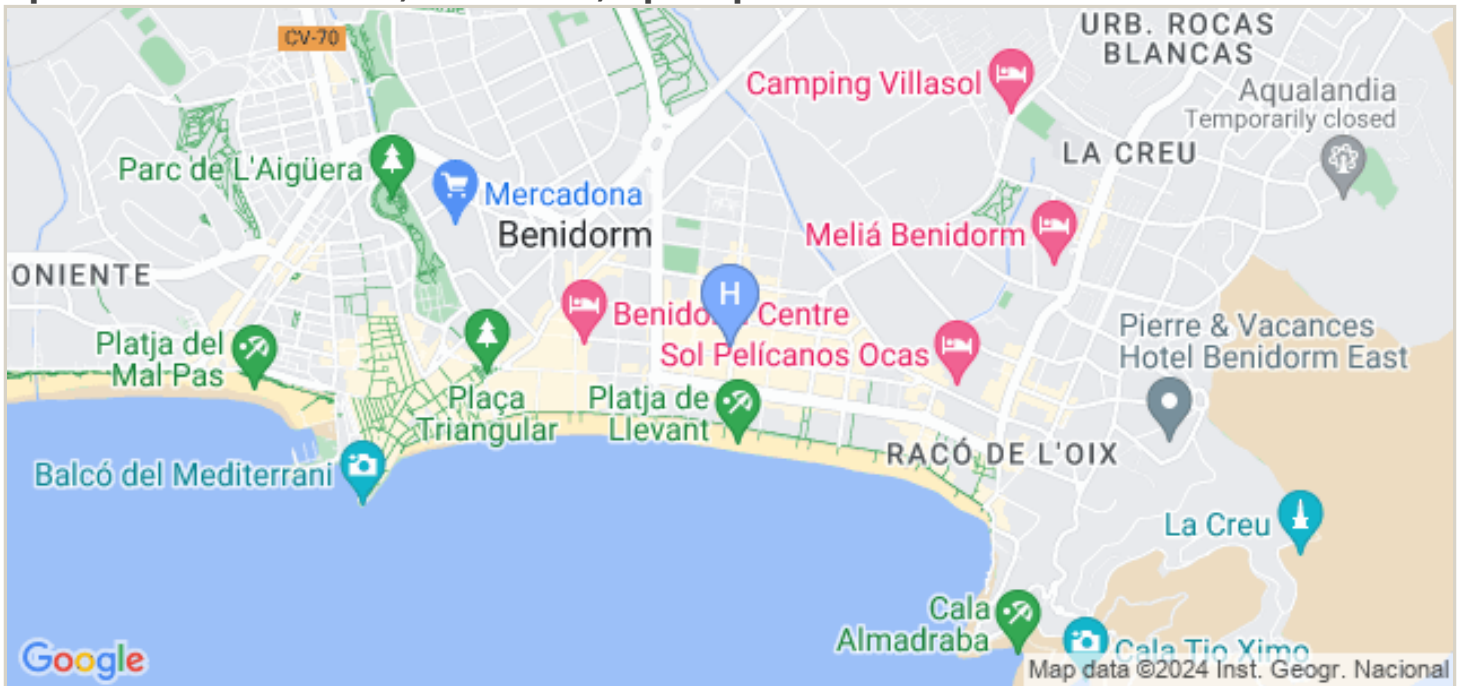 CV-70
URB. ROCAS
BLANCAS
Camping Villasol
Aqualandia
Temporarily closed
LA CREU
Parc de L'Aigüera
Mercadona
Benidorm
Meliá Benidorm
ONIENTE
H
Benidorm Centre
Sol Pelícanos Ocas
Pierre & Vacances
Hotel Benidorm East
Platja del
Mal Pas
Plaça
Triangular
Platja de
Llevant
RACÓ DE L'OIX
Balcó del Mediterrani
La Creu
Cala
Almadraba
Cala Tio Ximo
Google
Map data ©2024 Inst. Geogr. Nacional